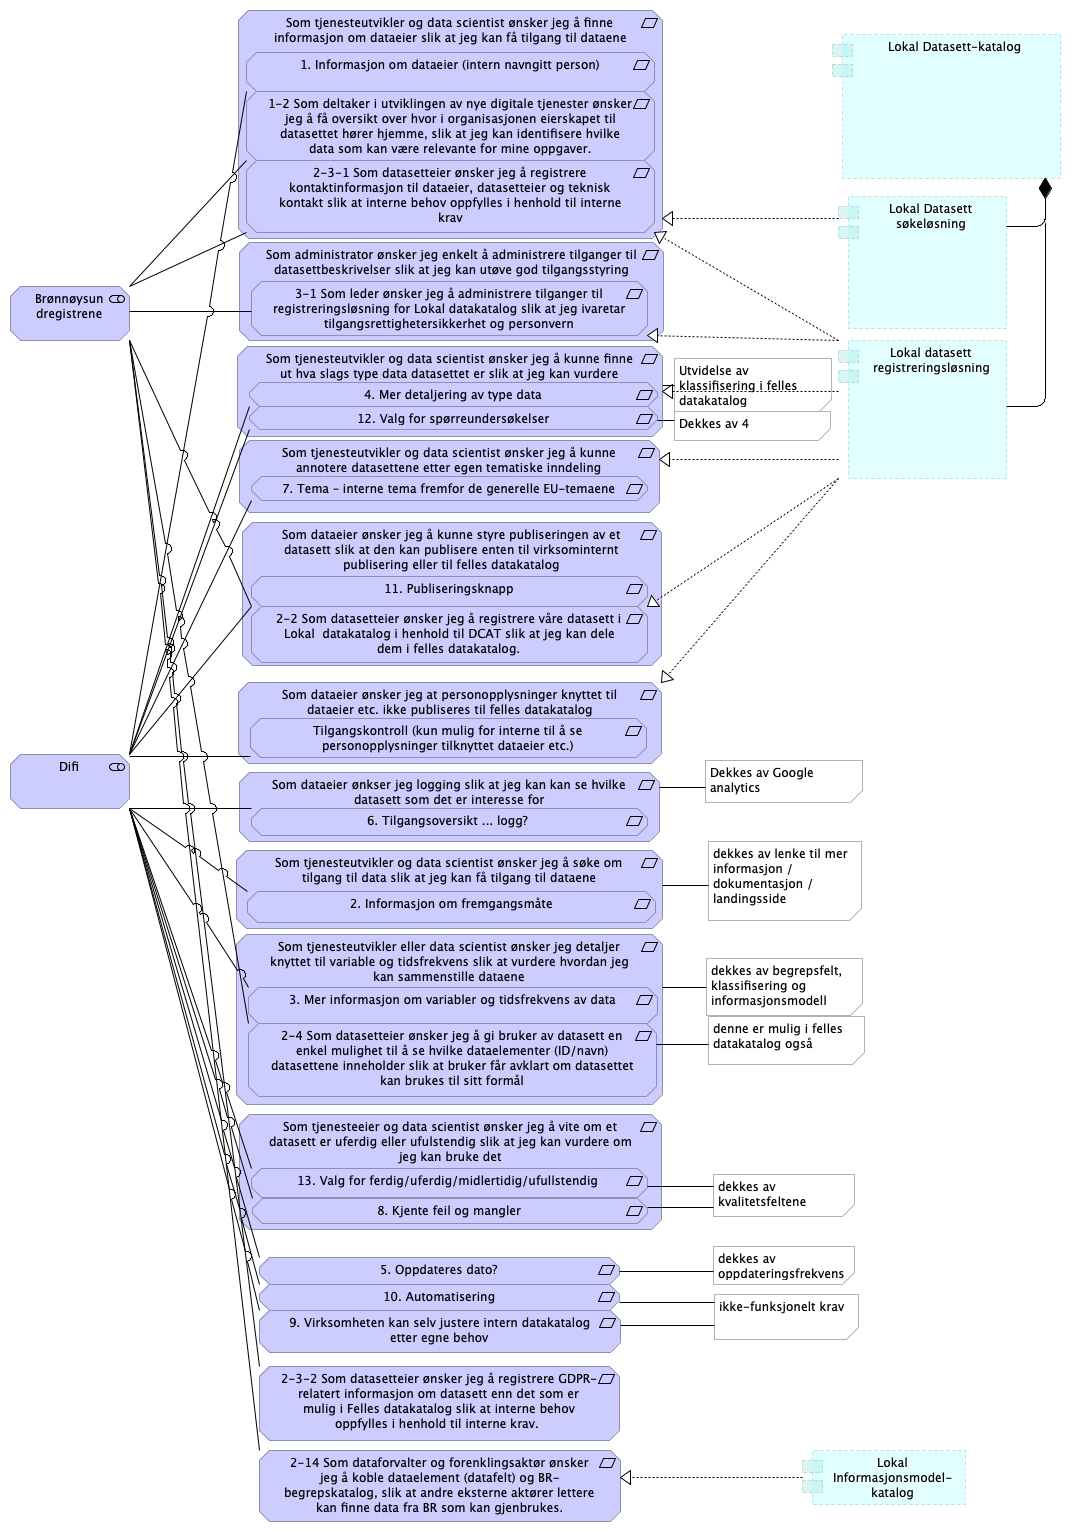 Som tjenesteutvikler og data scientist ønsker jeg å finne
informasjon om dataeier slik at jeg kan få tilgang til dataene
1. Informasjon om dataeier (intern navngitt person)
1-2 Som deltaker i utviklingen av nye digitale tjenester ønsker
jeg å få oversikt over hvor i organisasjonen eierskapet til
datasettet hører hjemme, slik at jeg kan identifisere hvilke
data som kan være relevante for mine oppgaver.
2-3-1 Som datasetteier ønsker jeg å registrere
kontaktinformasjon til dataeier, datasetteier og teknisk
kontakt slik at interne behov oppfylles i henhold til interne
krav
Lokal Datasett-katalog
Lokal Datasett
søkeløsning
Som administrator ønsker jeg enkelt å administrere tilganger til
datasettbeskrivelser slik at jeg kan utøve god tilgangsstyring
3-1 Som leder ønsker jeg å administrere tilganger til
registreringsløsning for Lokal datakatalog slik at jeg ivaretar
tilgangsrettighetersikkerhet og personvern
Brønnøysun
dregistrene
Lokal datasett
registreringsløsning
Som tjenesteutvikler og data scientist ønsker jeg å kunne finne
ut hva slags type data datasettet er slik at jeg kan vurdere
4. Mer detaljering av type data
12. Valg for spørreundersøkelser
Utvidelse av
klassifisering i felles
datakatalog
Dekkes av 4
Som tjenesteutvikler og data scientist ønsker jeg å kunne
annotere datasettene etter egen tematiske inndeling
7. Tema – interne tema fremfor de generelle EU-temaene
Som dataeier ønsker jeg å kunne styre publiseringen av et
datasett slik at den kan publisere enten til virksominternt
publisering eller til felles datakatalog
11. Publiseringsknapp
2-2 Som datasetteier ønsker jeg å registrere våre datasett i
Lokal  datakatalog i henhold til DCAT slik at jeg kan dele
dem i felles datakatalog.
Som dataeier ønsker jeg at personopplysninger knyttet til
dataeier etc. ikke publiseres til felles datakatalog
Tilgangskontroll (kun mulig for interne til å se
personopplysninger tilknyttet dataeier etc.)
Difi
Som dataeier ønkser jeg logging slik at jeg kan kan se hvilke
datasett som det er interesse for
6. Tilgangsoversikt ... logg?
Dekkes av Google
analytics
Som tjenesteutvikler og data scientist ønsker jeg å søke om
tilgang til data slik at jeg kan få tilgang til dataene
2. Informasjon om fremgangsmåte
dekkes av lenke til mer
informasjon /
dokumentasjon /
landingsside
Som tjenesteutvikler eller data scientist ønsker jeg detaljer
knyttet til variable og tidsfrekvens slik at vurdere hvordan jeg
kan sammenstille dataene
3. Mer informasjon om variabler og tidsfrekvens av data
2-4 Som datasetteier ønsker jeg å gi bruker av datasett en
enkel mulighet til å se hvilke dataelementer (ID/navn)
datasettene inneholder slik at bruker får avklart om datasettet
kan brukes til sitt formål
dekkes av begrepsfelt,
klassifisering og
informasjonsmodell
denne er mulig i felles
datakatalog også
Som tjenesteeier og data scientist ønsker jeg å vite om et
datasett er uferdig eller ufulstendig slik at jeg kan vurdere om
jeg kan bruke det
13. Valg for ferdig/uferdig/midlertidig/ufullstendig
8. Kjente feil og mangler
dekkes av
kvalitetsfeltene
5. Oppdateres dato?
10. Automatisering
9. Virksomheten kan selv justere intern datakatalog
etter egne behov
dekkes av
oppdateringsfrekvens
ikke-funksjonelt krav
2-3-2 Som datasetteier ønsker jeg å registrere GDPR-
relatert informasjon om datasett enn det som er
mulig i Felles datakatalog slik at interne behov
oppfylles i henhold til interne krav.
2-14 Som dataforvalter og forenklingsaktør ønsker
jeg å koble dataelement (datafelt) og BR-
begrepskatalog, slik at andre eksterne aktører lettere
kan finne data fra BR som kan gjenbrukes.
Lokal
Informasjonsmodel-
katalog